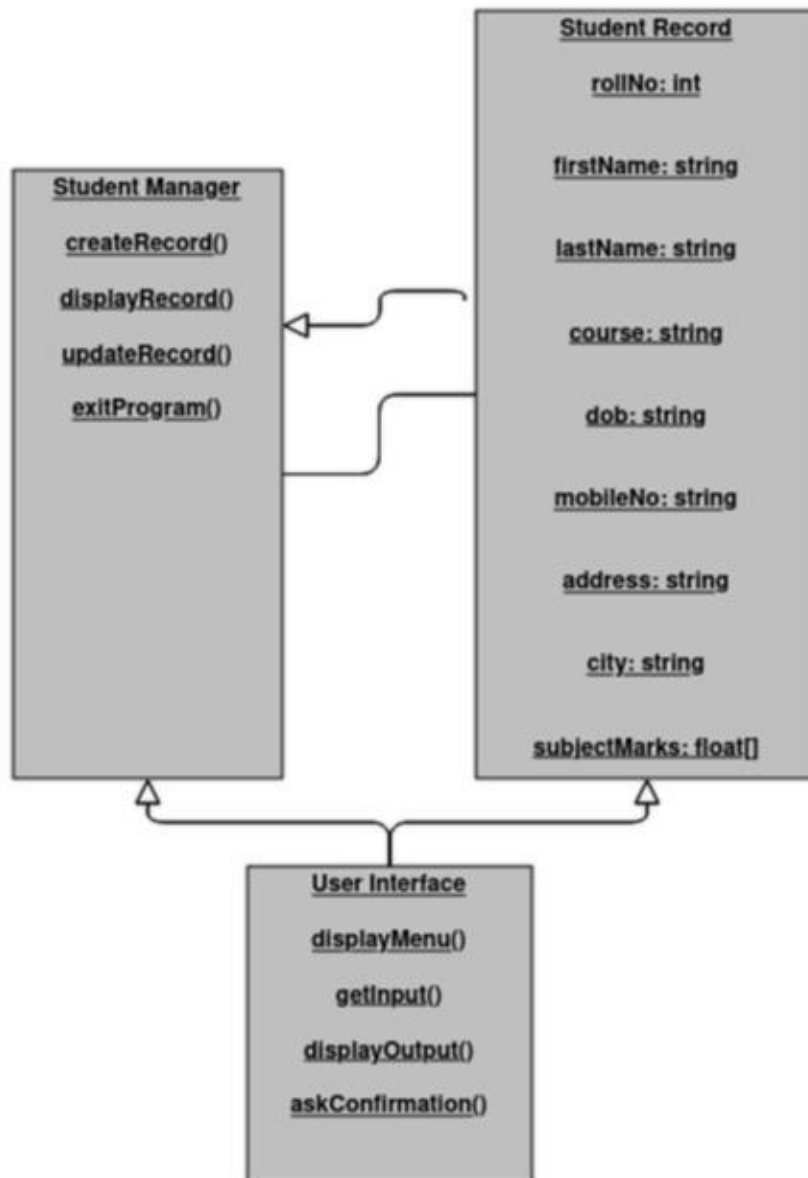 Student Record
rollNo: int
firstName: string
lastName: string
course: string
dob: string
mobileNo: string
address: string
city: string
subjectMarks: float[]
Student Manager
createRecord()
displayRecord()
updateRecord()
exitProgram()
User Interface
displayMenu()
getInput()
displayOutput()
askConfirmation()